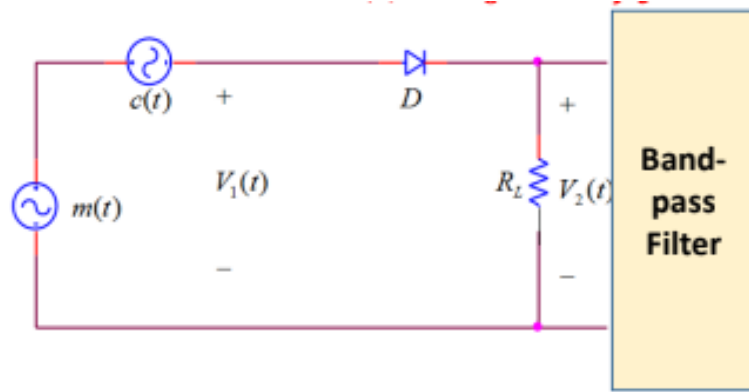 c(t)
+
D
+
m(t)
V₁(t)
R_L
V₂(t)
−
−
Band-
pass
Filter